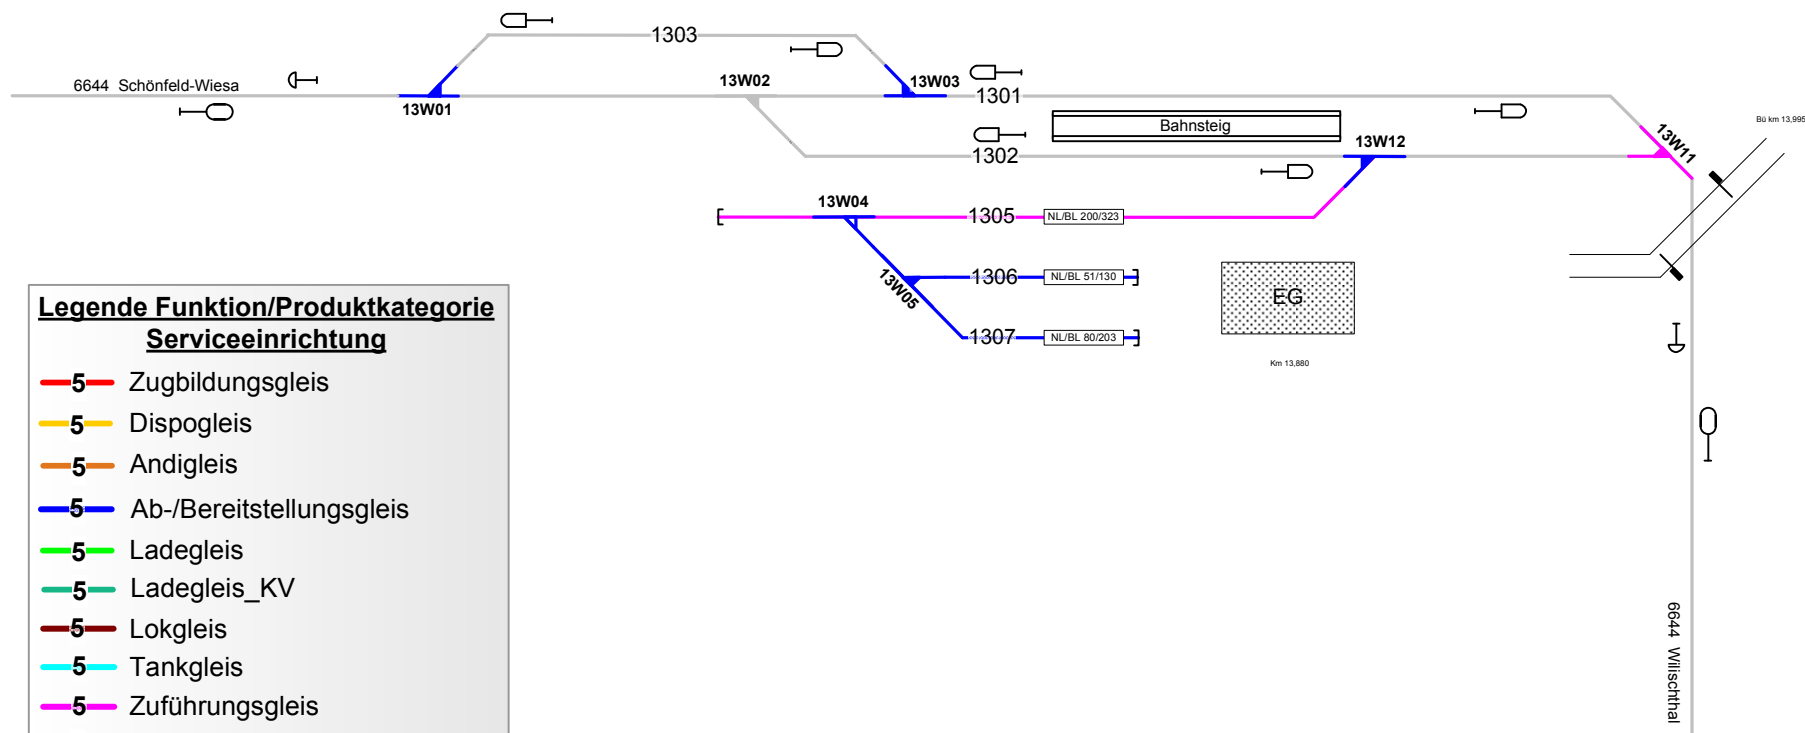 1303
6644 Schönfeld-Wiesa
13W01
13W02
13W03
1301
Bahnsteig
1302
13W12
13W11
Bü km 13,995
13W04
1305
NL/BL 200/323
13W05
1306
NL/BL 51/130
1307
NL/BL 80/203
EG
Km 13,880
6644 Wilischthal
Legende Funktion/Produktkategorie
Serviceeinrichtung
5 Zugbildungsgleis
5 Dispogleis
5 Andigleis
5 Ab-/Bereitstellungsgleis
5 Ladegleis
5 Ladegleis_KV
5 Lokgleis
5 Tankgleis
5 Zuführungsgleis